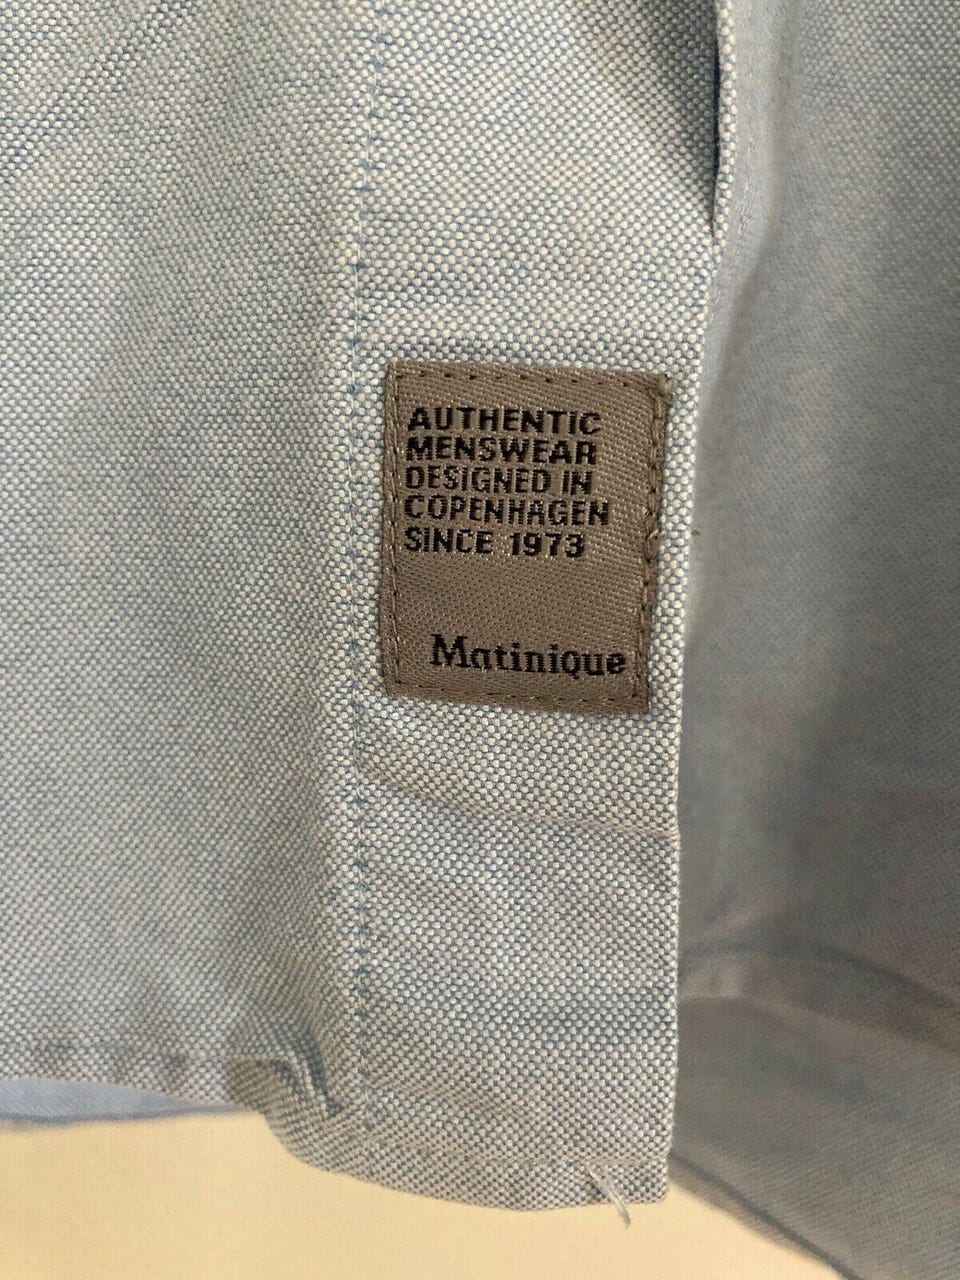 AUTHENTIC
MENSWEAR
DESIGNED IN
COPENHAGEN
SINCE 1973
Matinique